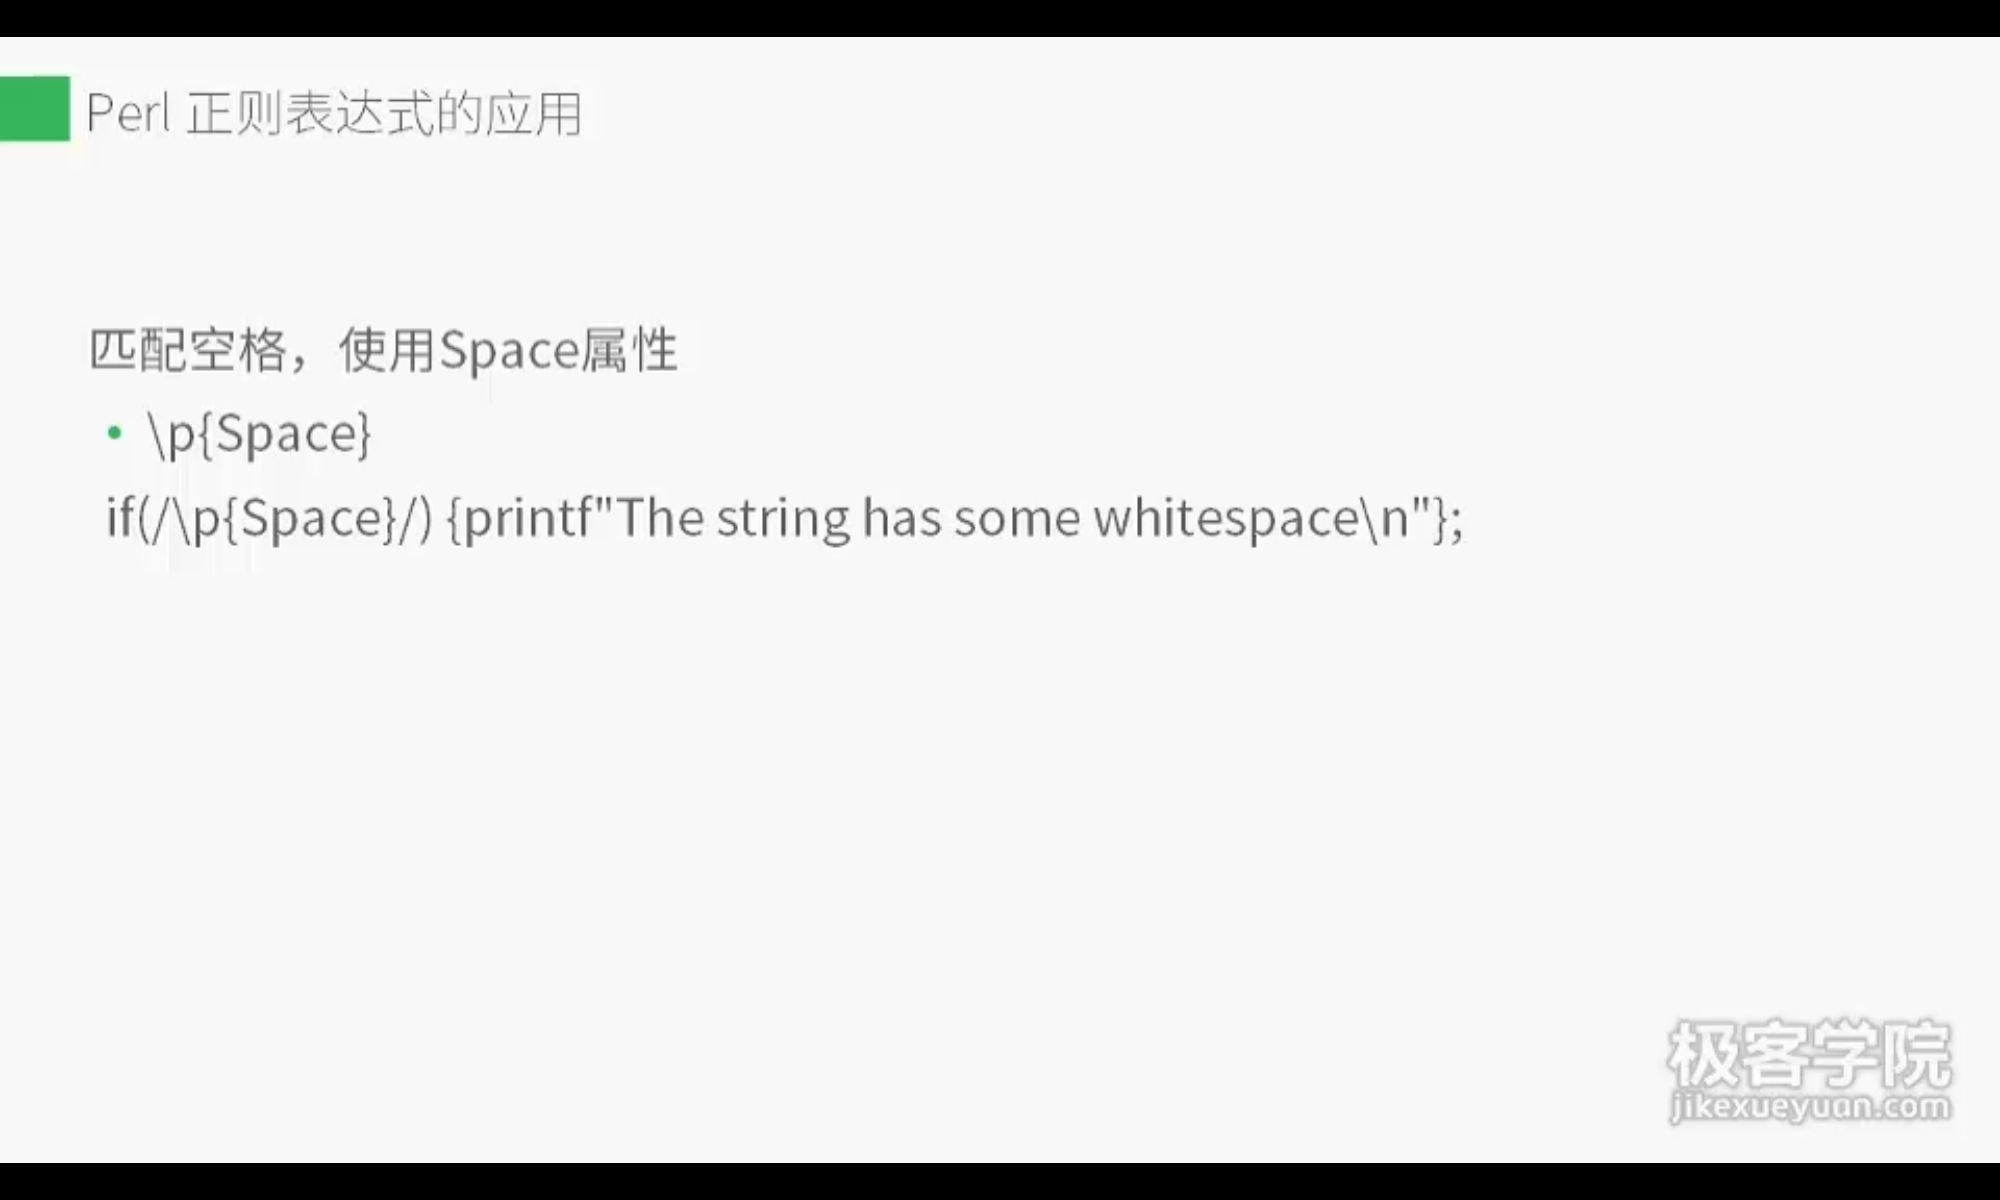 Perl 正则表达式的应用
匹配空格，使用Space属性
• \p{Space}
if(/\p{Space}/) {printf"The string has some whitespace\n"};
极客学院
jikexueyuan.com